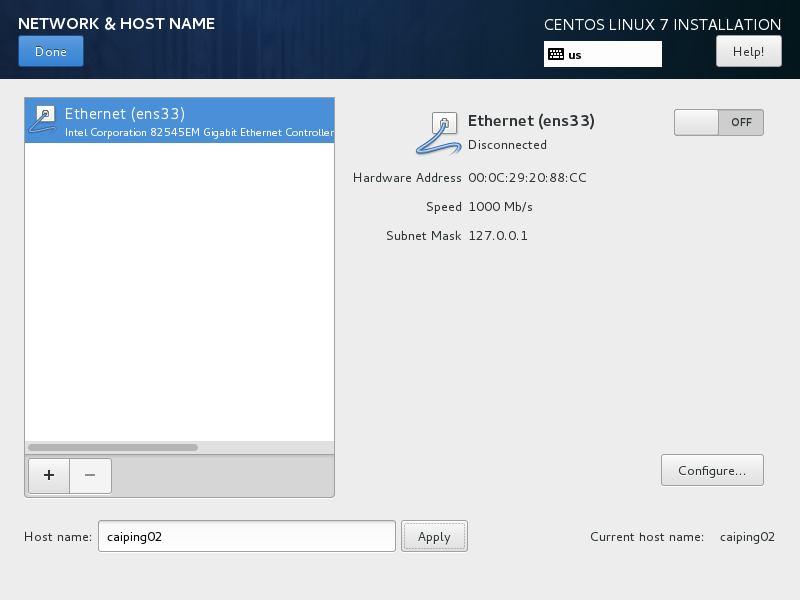 NETWORK & HOST NAME
CENTOS LINUX 7 INSTALLATION
Done
us
Help!
Ethernet (ens33)
Intel Corporation 82545EM Gigabit Ethernet Controller
Ethernet (ens33)
Disconnected
OFF
Hardware Address 00:0C:29:20:88:CC
Speed 1000 Mb/s
Subnet Mask 127.0.0.1
+ −
Configure...
Host name: caiping02 Apply
Current host name: caiping02